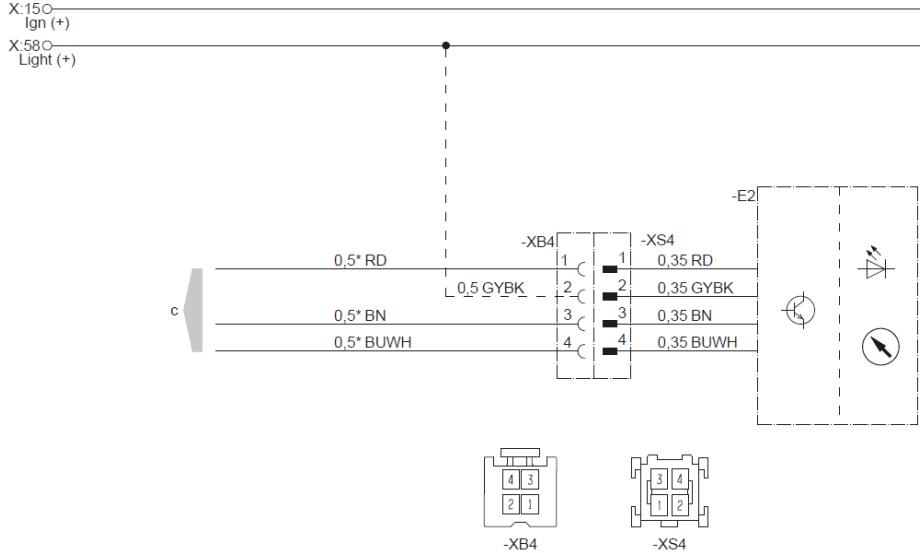 X:15
Ign (+)
X:58
Light (+)
-E2
-XB4
-XS4
0,5* RD
1
1
0,35 RD
0,5 GYBK
2
2
0,35 GYBK
c
0,5* BN
3
3
0,35 BN
0,5* BUWH
4
4
0,35 BUWH
4 3
3 4
2 1
1 2
-XB4
-XS4